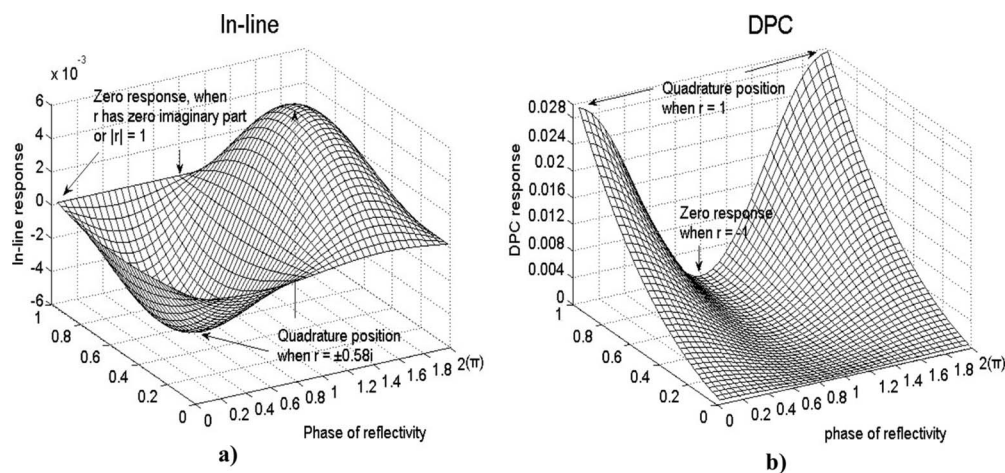 In-line
x 10⁻³
Zero response, when
r has zero imaginary part
or |r| = 1
6
4
2
0
-2
-4
-6
In-line response
1
0.8
0.6
0.4
0.2
0
0 0.2 0.4 0.6 0.8 1 1.2 1.4 1.6 1.8 2(π)
Quadrature position
when r = ±0.58i
Phase of reflectivity
a)
DPC
Quadrature position
when r = 1
Zero response
when r = -1
0.028
0.024
0.02
0.016
0.012
0.008
0.004
0
DPC response
1
0.8
0.6
0.4
0.2
0
0 0.2 0.4 0.6 0.8 1 1.2 1.4 1.6 1.8 2(π)
phase of reflectivity
b)